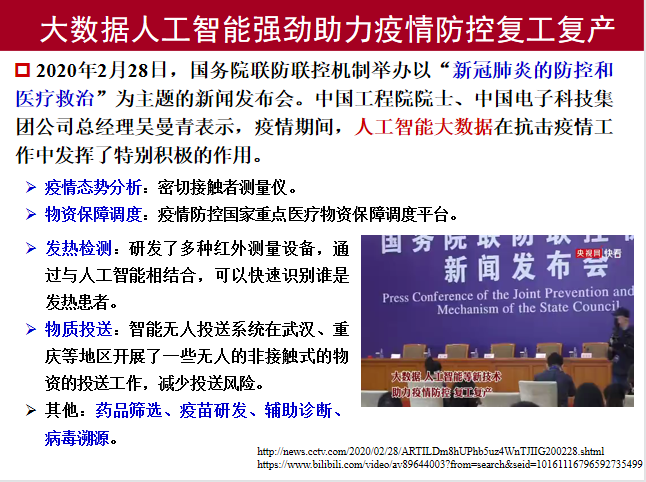 大数据人工智能强劲助力疫情防控复工复产
2020年2月28日，国务院联防联控机制举办以“新冠肺炎的防控和
医疗救治”为主题的新闻发布会。中国工程院院士、中国电子科技集
团公司总经理吴曼青表示，疫情期间，人工智能大数据在抗击疫情工
作中发挥了特别积极的作用。
疫情态势分析：密切接触者测量仪。
物资保障调度：疫情防控国家重点医疗物资保障调度平台。
发热检测：研发了多种红外测量设备，通
过与人工智能相结合，可以快速识别谁是
发热患者。
物质投送：智能无人投送系统在武汉、重
庆等地区开展了一些无人的非接触式的物
资的投送工作，减少投送风险。
其他：药品筛选、疫苗研发、辅助诊断、
病毒溯源。
国务院联防联控
央视网 快看
新闻发布会
Press Conference of the Joint Prevention and
Mechanism of the State Council
大数据 人工智能等新技术
助力疫情防控 复工复产
http://news.cctv.com/2020/02/28/ARTILDm8hUPhb5uz4WnTJIIG200228.shtml
https://www.bilibili.com/video/av89644003?from=search&seid=10161116796592735499